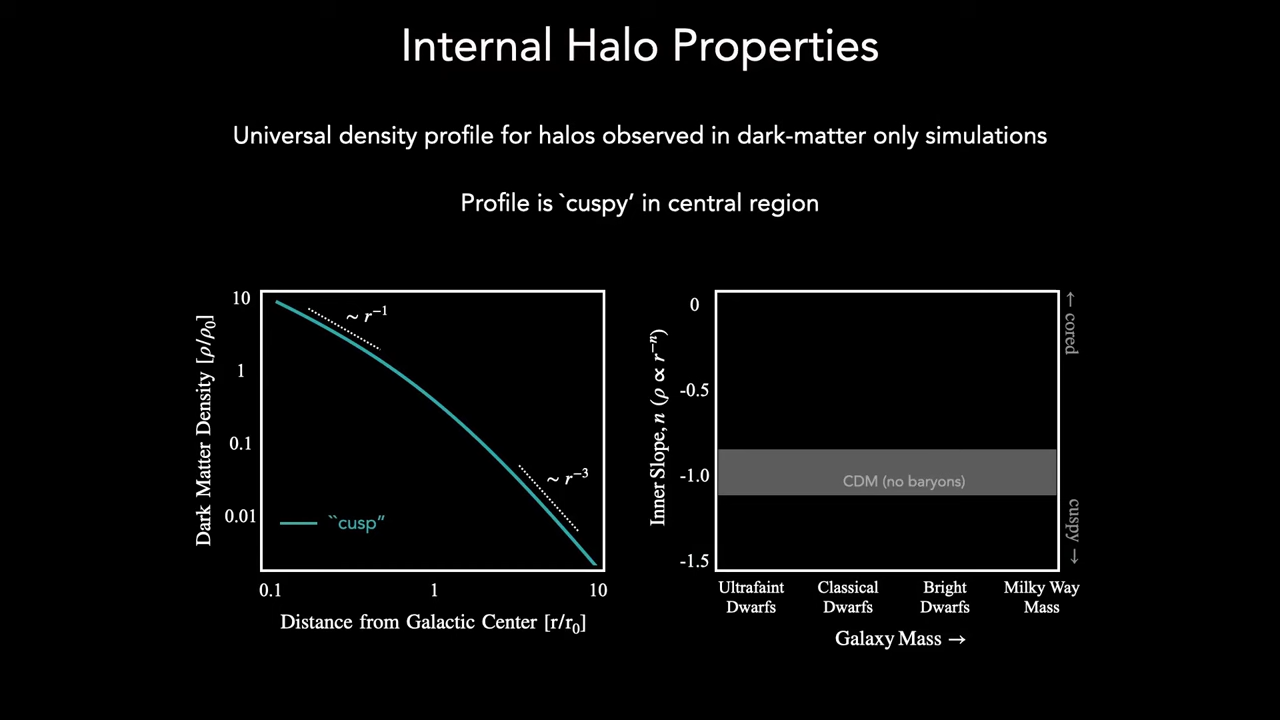 Internal Halo Properties
Universal density profile for halos observed in dark-matter only simulations
Profile is `cuspy’ in central region
10
1
0.1
0.01
Dark Matter Density [ρ/ρ₀]
~ r⁻¹
~ r⁻³
``cusp”
0.1
1
10
Distance from Galactic Center [r/r₀]
0
-0.5
-1.0
-1.5
Inner Slope, n (ρ ∝ r⁻ⁿ)
CDM (no baryons)
← cored
cuspy →
Ultrafaint
Dwarfs
Classical
Dwarfs
Bright
Dwarfs
Milky Way
Mass
Galaxy Mass →